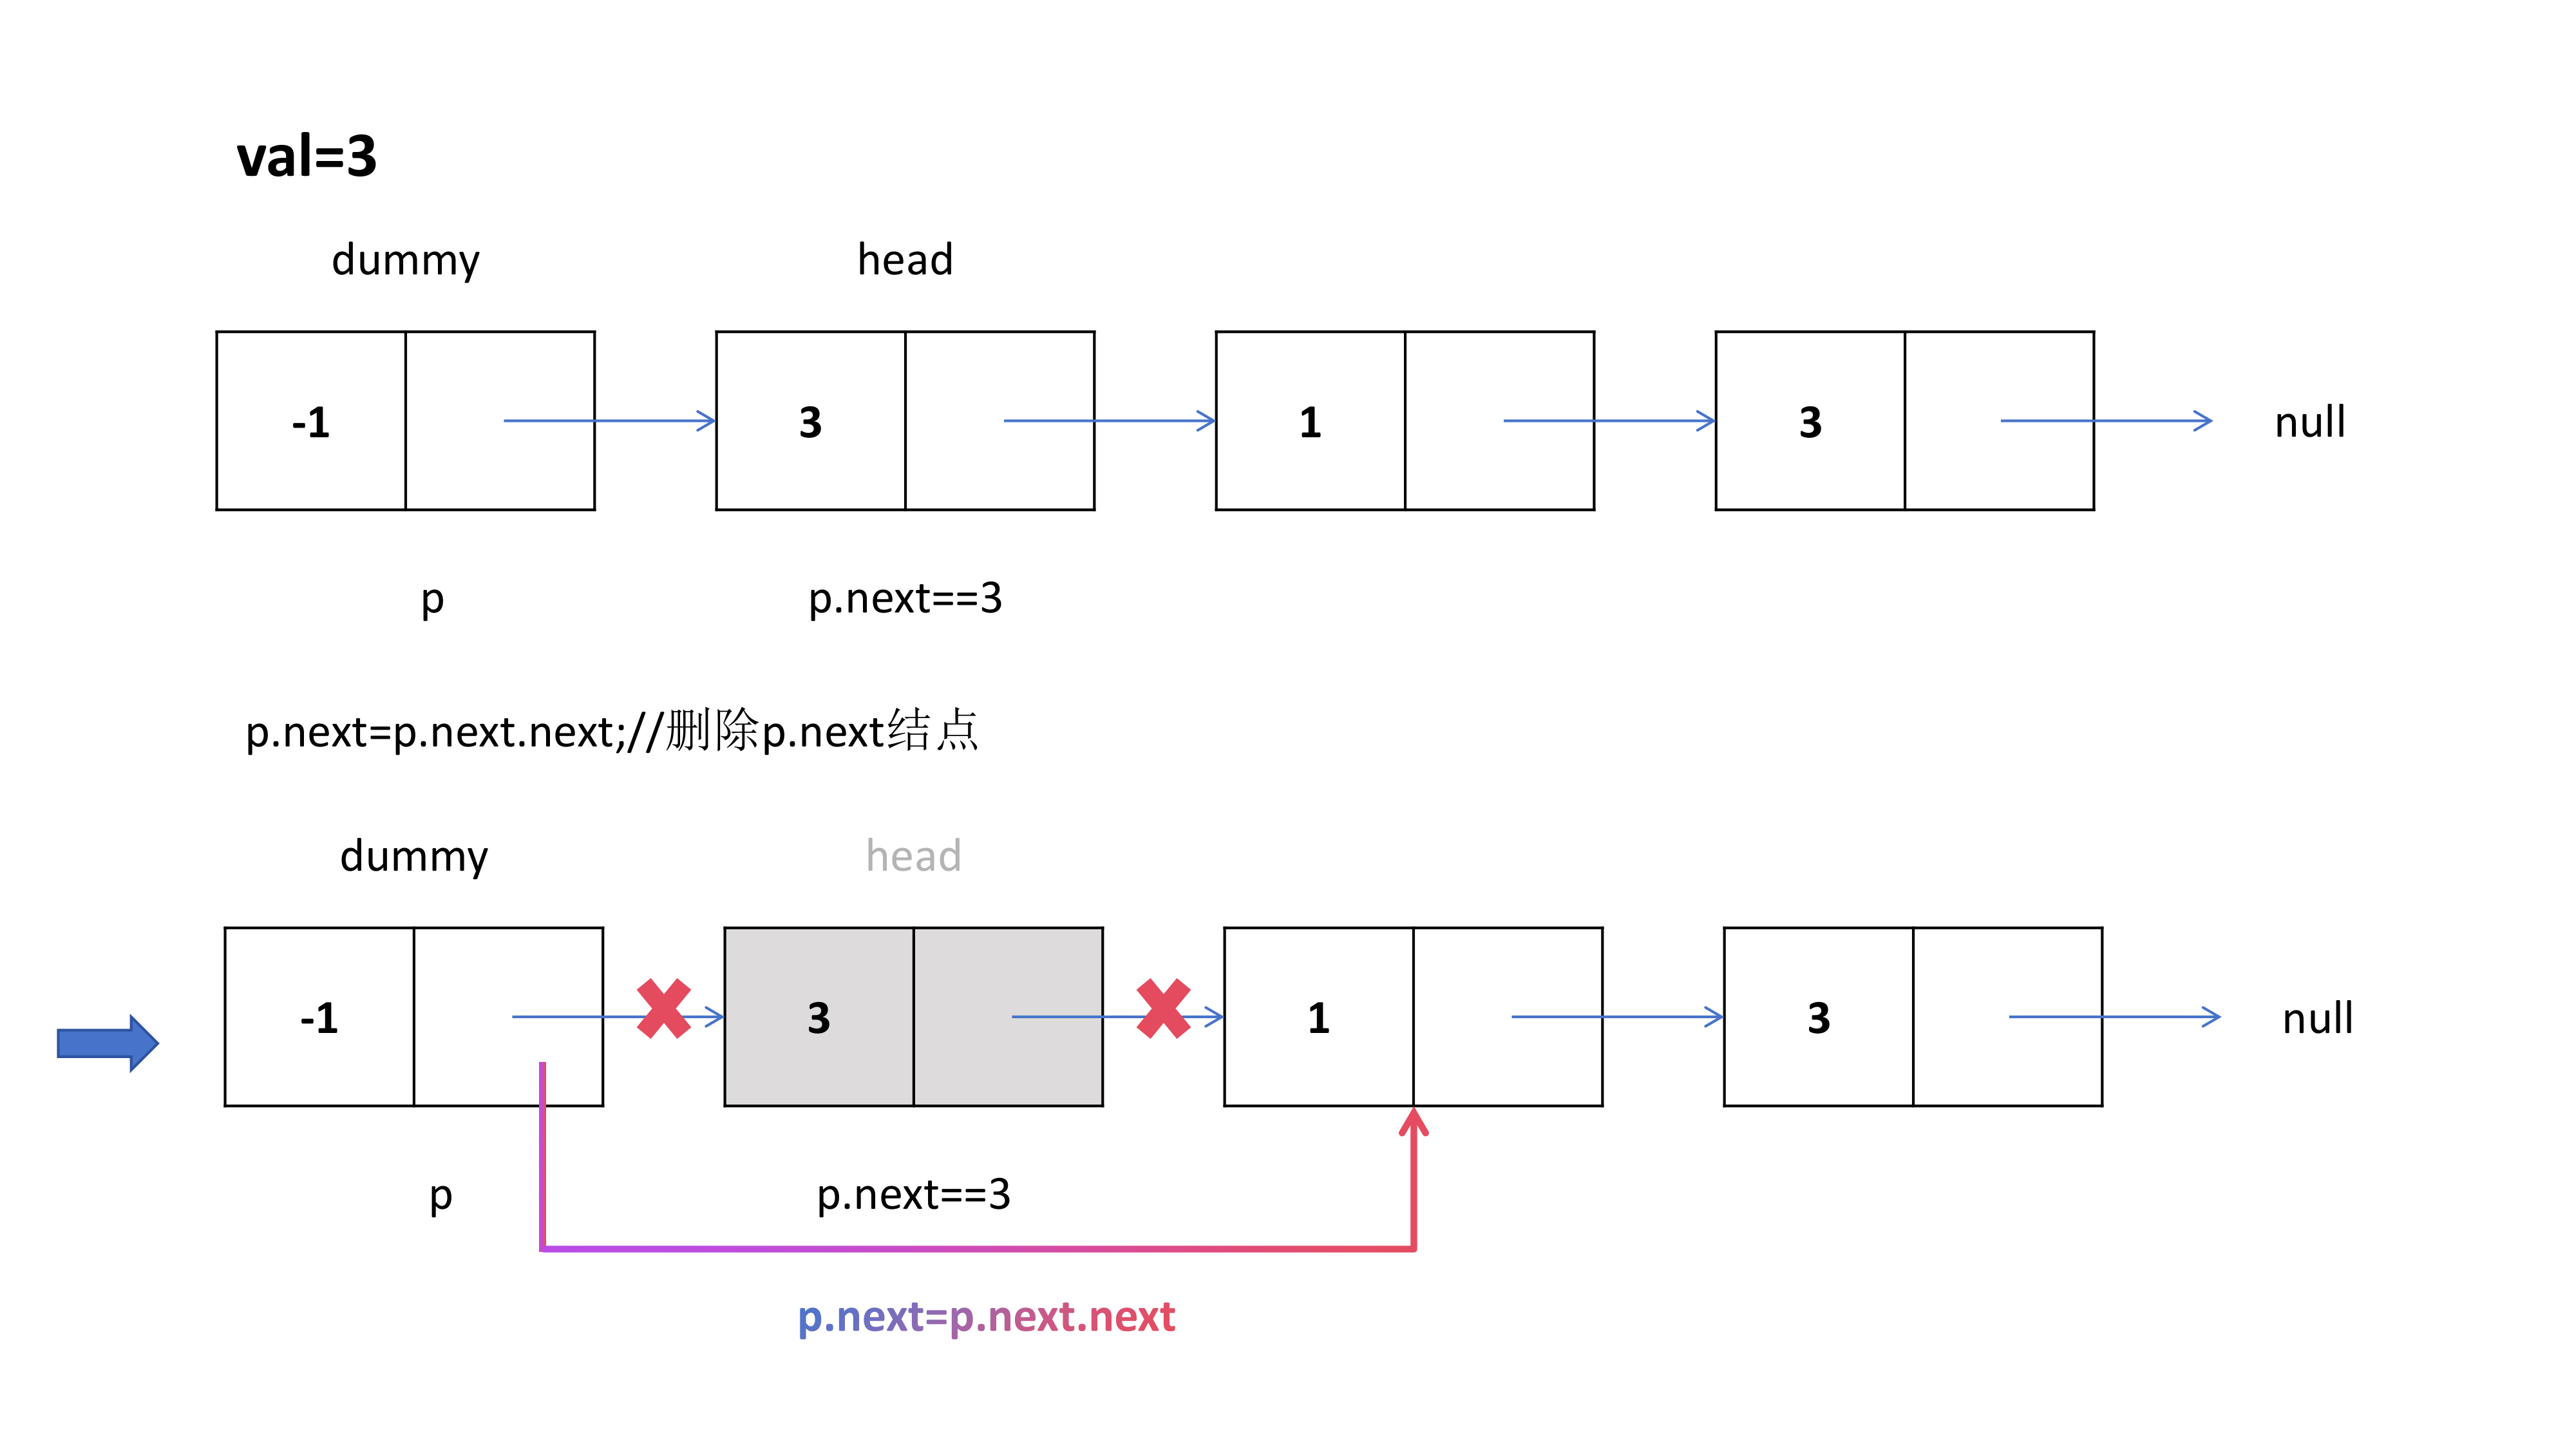 val=3
dummy head
-1 3 1 3 null
p p.next==3
p.next=p.next.next;//删除p.next结点
dummy head
-1 3 1 3 null
p p.next==3
p.next=p.next.next